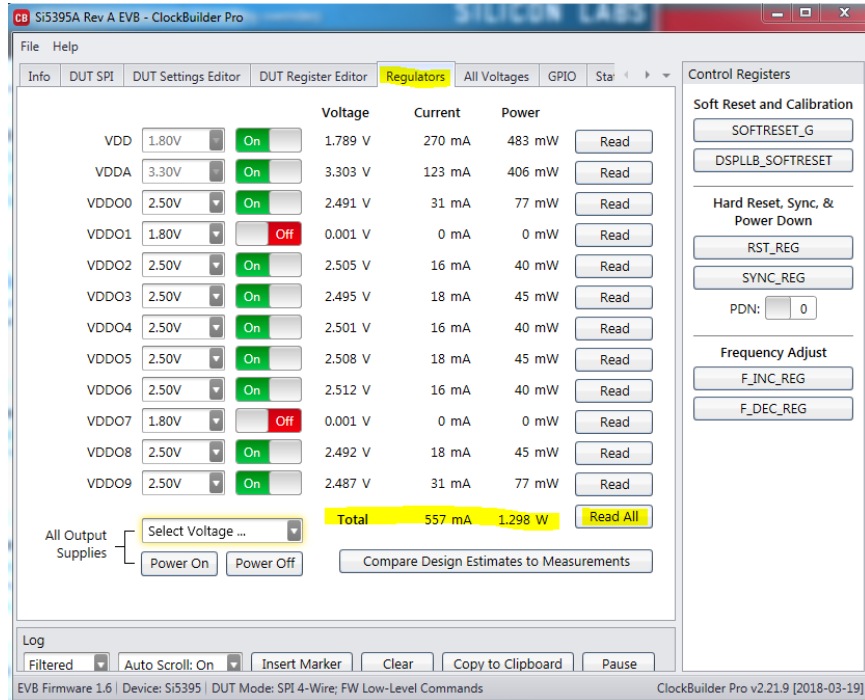 SILICON LABS
CB Si5395A Rev A EVB - ClockBuilder Pro
File Help
Info DUT SPI DUT Settings Editor DUT Register Editor Regulators All Voltages GPIO
Voltage Current Power
VDD 1.80V On 1.789 V 270 mA 483 mW Read
VDDA 3.30V On 3.303 V 123 mA 406 mW Read
VDDO0 2.50V On 2.491 V 31 mA 77 mW Read
VDDO1 1.80V Off 0.001 V 0 mA 0 mW Read
VDDO2 2.50V On 2.505 V 16 mA 40 mW Read
VDDO3 2.50V On 2.495 V 18 mA 45 mW Read
VDDO4 2.50V On 2.501 V 16 mA 40 mW Read
VDDO5 2.50V On 2.508 V 18 mA 45 mW Read
VDDO6 2.50V On 2.512 V 16 mA 40 mW Read
VDDO7 1.80V Off 0.001 V 0 mA 0 mW Read
VDDO8 2.50V On 2.492 V 18 mA 45 mW Read
VDDO9 2.50V On 2.487 V 31 mA 77 mW Read
Total 557 mA 1.298 W Read All
All Output
Supplies
Select Voltage ...
Power On Power Off
Compare Design Estimates to Measurements
Control Registers
Soft Reset and Calibration
SOFTRESET_G
DSPLLB_SOFTRESET
Hard Reset, Sync, &
Power Down
RST_REG
SYNC_REG
PDN: 0
Frequency Adjust
F_INC_REG
F_DEC_REG
Log
Filtered Auto Scroll: On Insert Marker Clear Copy to Clipboard Pause
EVB Firmware 1.6 Device: Si5395 DUT Mode: SPI 4-Wire; FW Low-Level Commands ClockBuilder Pro v2.21.9 [2018-03-19]